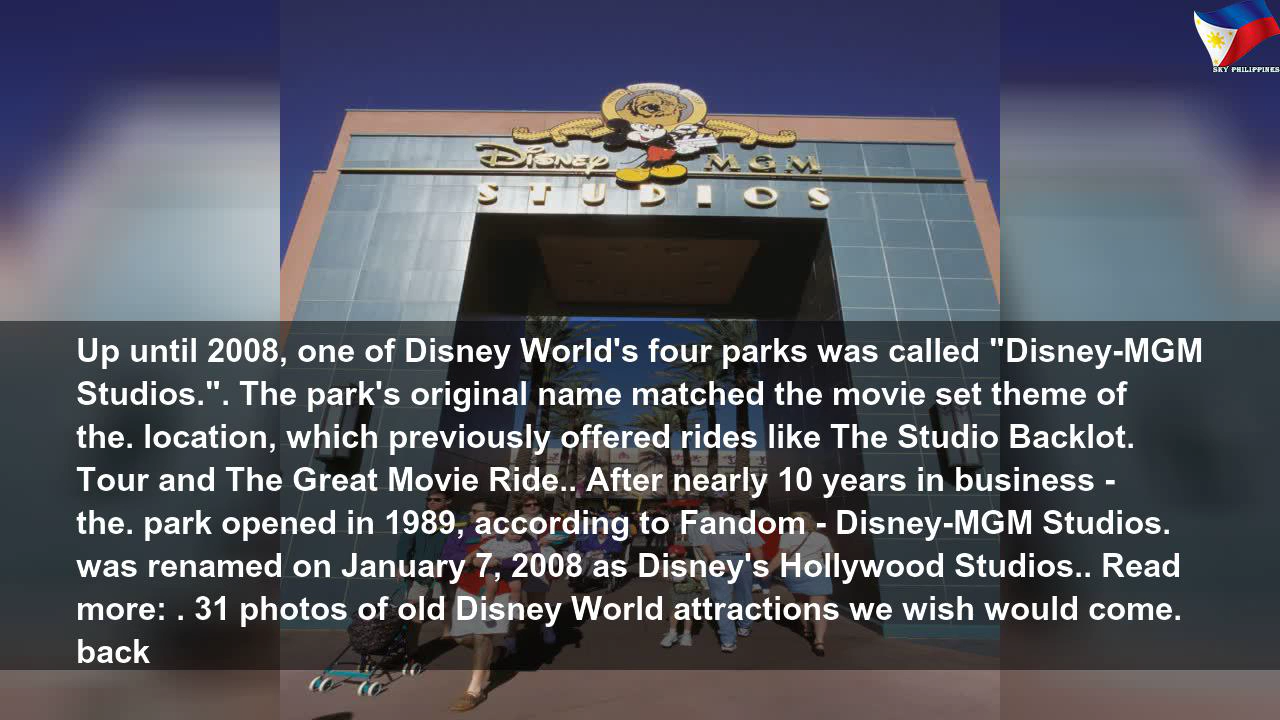 SKY PHILIPPINES
Disney MGM
STUDIOS
Up until 2008, one of Disney World's four parks was called "Disney-MGM
Studios.". The park's original name matched the movie set theme of
the. location, which previously offered rides like The Studio Backlot.
Tour and The Great Movie Ride.. After nearly 10 years in business -
the. park opened in 1989, according to Fandom - Disney-MGM Studios.
was renamed on January 7, 2008 as Disney's Hollywood Studios.. Read
more: . 31 photos of old Disney World attractions we wish would come.
back